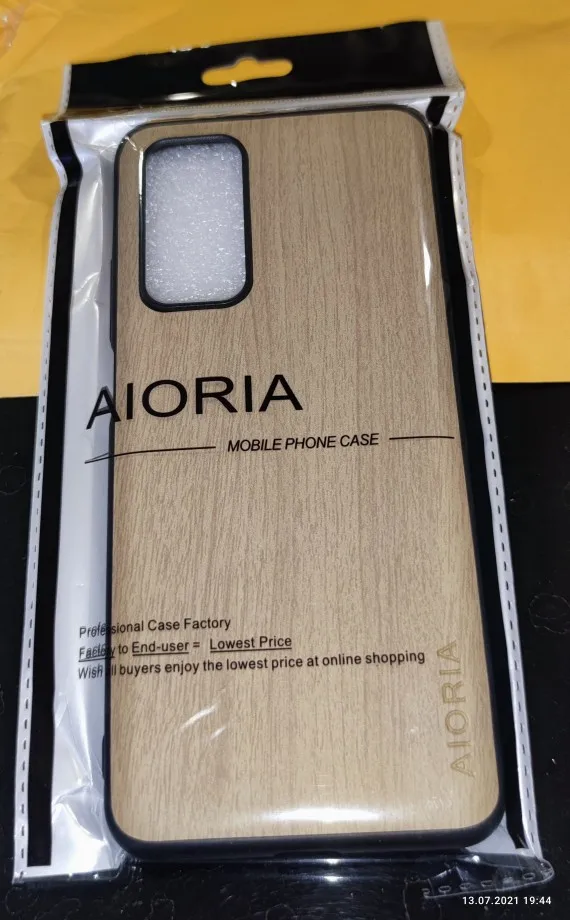 AIORIA
MOBILE PHONE CASE
Professional Case Factory
Factory to End-user = Lowest Price
Wish all buyers enjoy the lowest price at online shopping
AIORIA
13.07.2021 19:44